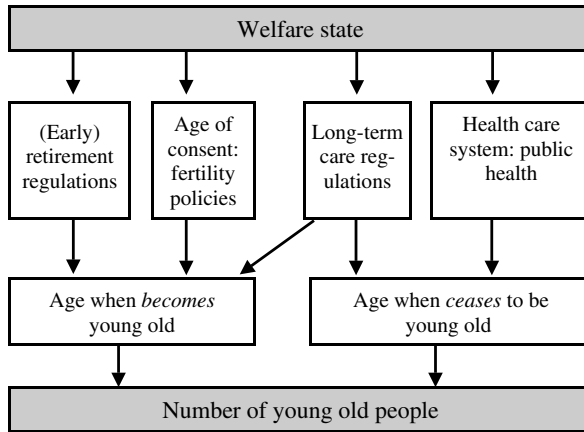 Welfare state
(Early)
retirement
regulations
Age of
consent:
fertility
policies
Long-term
care reg-
ulations
Health care
system: public
health
Age when becomes
young old
Age when ceases to be
young old
Number of young old people